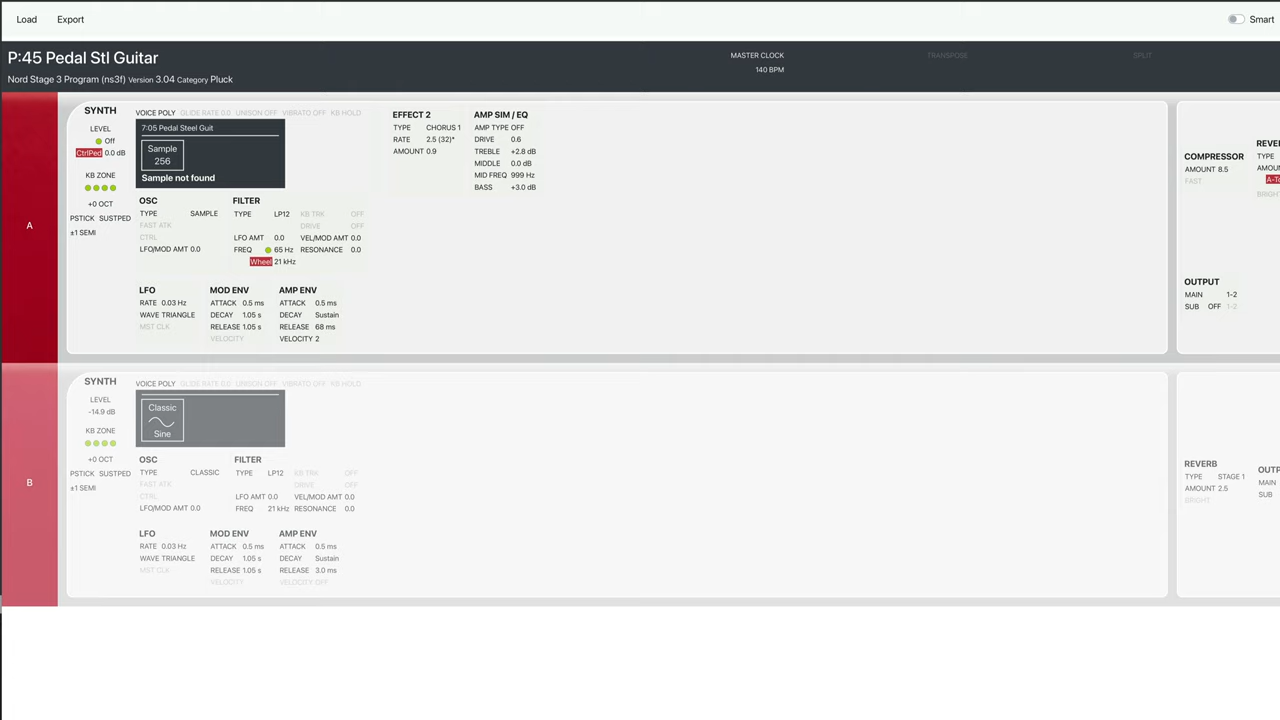 Load Export Smart
P:45 Pedal Stl Guitar
Nord Stage 3 Program (ns3f) Version 3.04 Category Pluck
MASTER CLOCK TRANSPOSE SPLIT
140 BPM
A
SYNTH
LEVEL
Off
CtrlPed 0.0 dB
KB ZONE
+0 OCT
PSTICK SUSTPED
±1 SEMI
VOICE POLY GLIDE RATE 0.0 UNISON OFF VIBRATO OFF KB HOLD
7:05 Pedal Steel Guit
Sample
256
Sample not found
OSC
TYPE SAMPLE
FAST ATK
CTRL
LFO/MOD AMT 0.0
FILTER
TYPE LP12 KB TRK OFF
DRIVE OFF
LFO AMT 0.0 VEL/MOD AMT 0.0
FREQ 65 Hz RESONANCE 0.0
Wheel 21 kHz
LFO
RATE 0.03 Hz
WAVE TRIANGLE
MST CLK
MOD ENV
ATTACK 0.5 ms
DECAY 1.05 s
RELEASE 1.05 s
VELOCITY
AMP ENV
ATTACK 0.5 ms
DECAY Sustain
RELEASE 68 ms
VELOCITY 2
EFFECT 2
TYPE CHORUS 1
RATE 2.5 (32)*
AMOUNT 0.9
AMP SIM / EQ
AMP TYPE OFF
DRIVE 0.6
TREBLE +2.8 dB
MIDDLE 0.0 dB
MID FREQ 999 Hz
BASS +3.0 dB
COMPRESSOR
AMOUNT 8.5
FAST
REVE
TYPE
AMOU
A-To
BRIGH
OUTPUT
MAIN 1-2
SUB OFF 1-2
B
SYNTH
LEVEL
-14.9 dB
KB ZONE
+0 OCT
PSTICK SUSTPED
±1 SEMI
VOICE POLY GLIDE RATE 0.0 UNISON OFF VIBRATO OFF KB HOLD
Classic
Sine
OSC
TYPE CLASSIC
FAST ATK
CTRL
LFO/MOD AMT 0.0
FILTER
TYPE LP12 KB TRK OFF
DRIVE OFF
LFO AMT 0.0 VEL/MOD AMT 0.0
FREQ 21 kHz RESONANCE 0.0
LFO
RATE 0.03 Hz
WAVE TRIANGLE
MST CLK
MOD ENV
ATTACK 0.5 ms
DECAY 1.05 s
RELEASE 1.05 s
VELOCITY
AMP ENV
ATTACK 0.5 ms
DECAY Sustain
RELEASE 3.0 ms
VELOCITY OFF
REVERB
TYPE STAGE 1
AMOUNT 2.5
BRIGHT
OUTP
MAIN
SUB